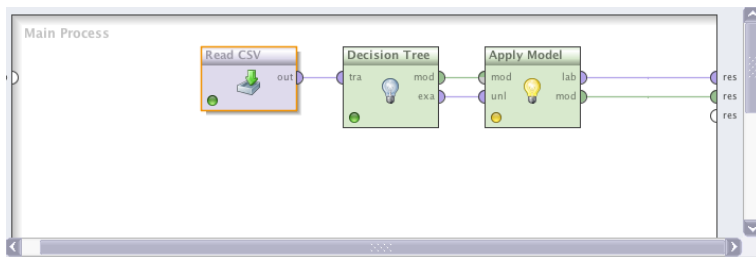 Main Process
Read CSV
out
Decision Tree
tra
mod
exa
Apply Model
mod
lab
unl
mod
res
res
res